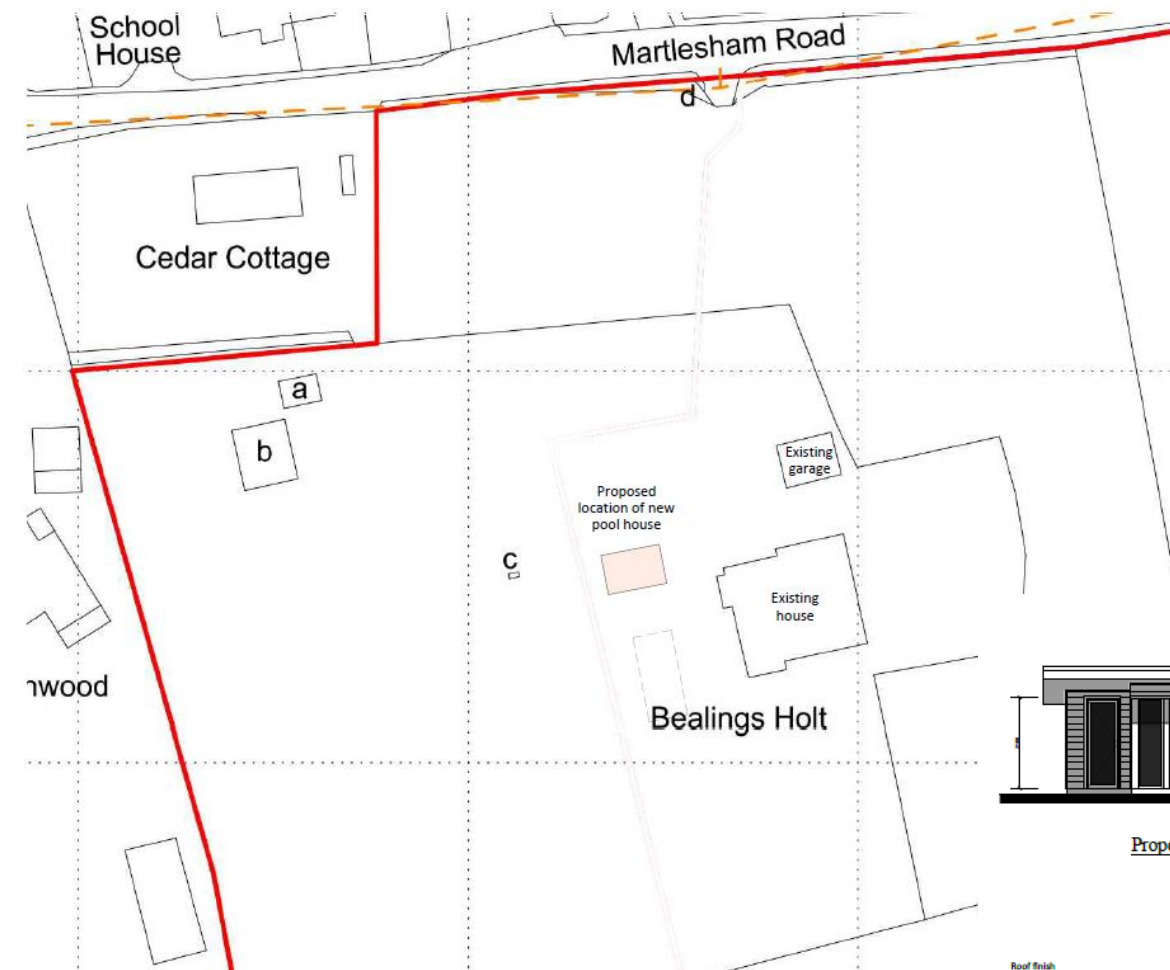 School
House
Martlesham Road
d
Cedar Cottage
a
b
Existing
garage
Proposed
location of new
pool house
c
Existing
house
nwood
Bealings Holt
Prop
Roof finish